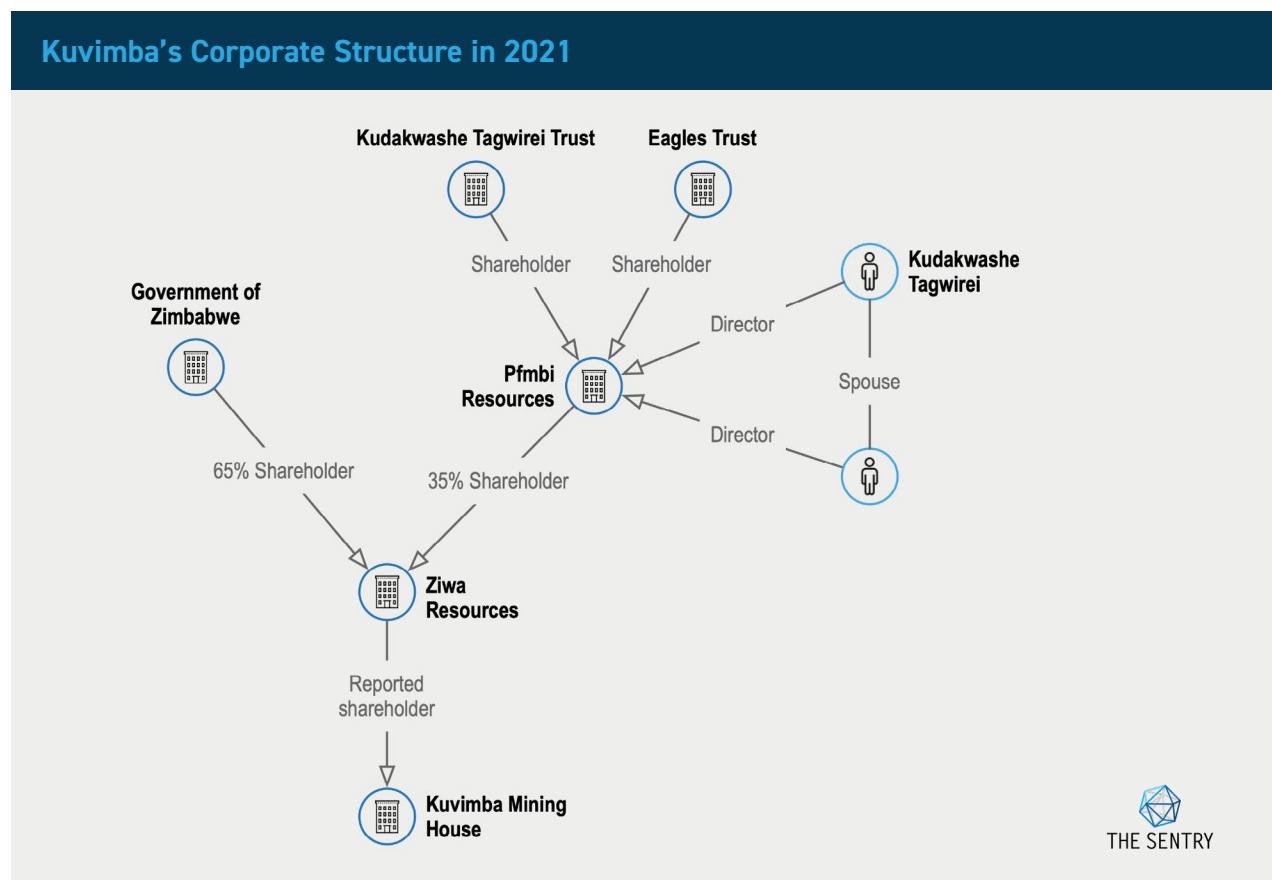 Kuvimba's Corporate Structure in 2021
Kudakwashe Tagwirei Trust
Eagles Trust
Shareholder
Shareholder
Kudakwashe
Tagwirei
Government of
Zimbabwe
Director
Pfmbi
Resources
Spouse
Director
65% Shareholder
35% Shareholder
Ziwa
Resources
Reported
shareholder
Kuvimba Mining
House
THE SENTRY